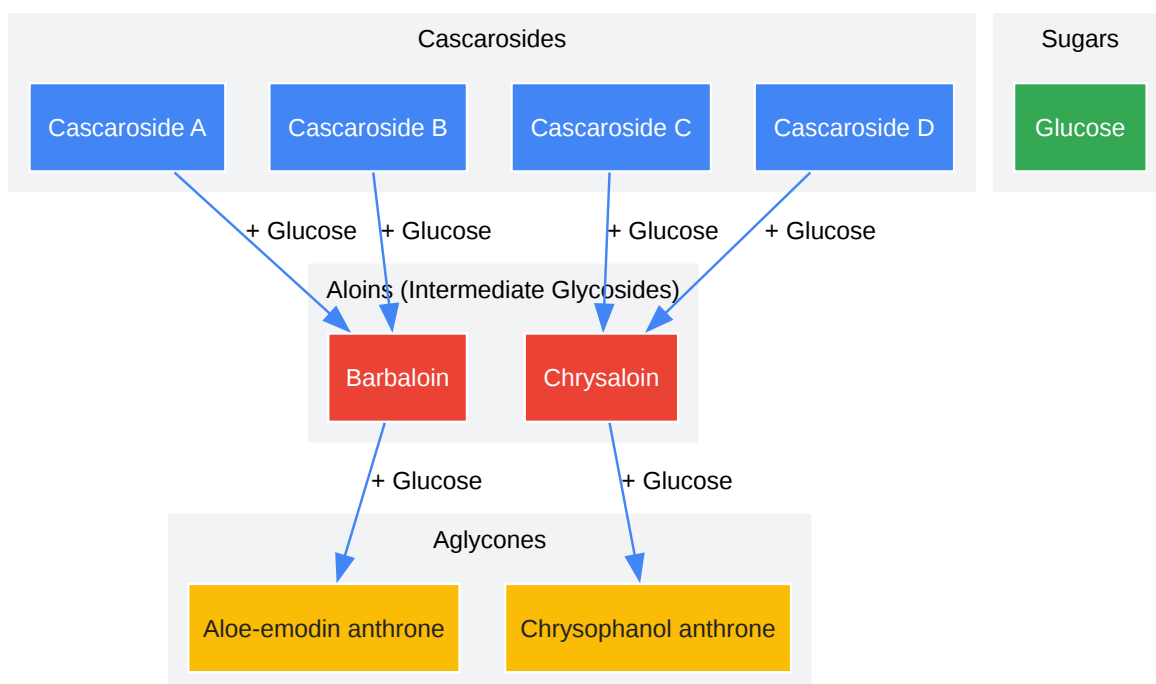 Cascarosides
Sugars
Cascaroside A
Cascaroside B
Cascaroside C
Cascaroside D
Glucose
+ Glucose
+ Glucose
+ Glucose
+ Glucose
Aloins (Intermediate Glycosides)
Barbaloin
Chrysaloin
+ Glucose
+ Glucose
Aglycones
Aloe-emodin anthrone
Chrysophanol anthrone